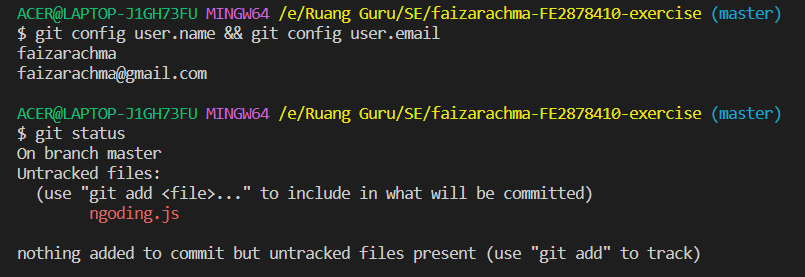 ACER@LAPTOP-J1GH73FU MINGW64 /e/Ruang Guru/SE/faizarachma-FE2878410-exercise (master)
$ git config user.name && git config user.email
faizarachma
faizarachma@gmail.com
ACER@LAPTOP-J1GH73FU MINGW64 /e/Ruang Guru/SE/faizarachma-FE2878410-exercise (master)
$ git status
On branch master
Untracked files:
  (use "git add <file>..." to include in what will be committed)
        ngoding.js
nothing added to commit but untracked files present (use "git add" to track)